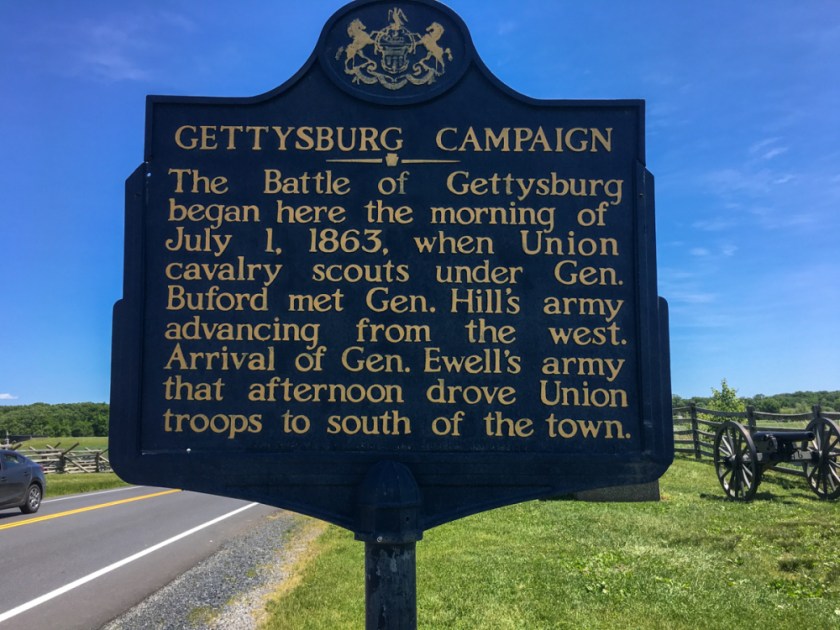 GETTYSBURG CAMPAIGN
The Battle of Gettysburg
began here the morning of
July 1, 1863, when Union
cavalry scouts under Gen.
Buford met Gen. Hill's army
advancing from the west.
Arrival of Gen. Ewell's army
that afternoon drove Union
troops to south of the town.